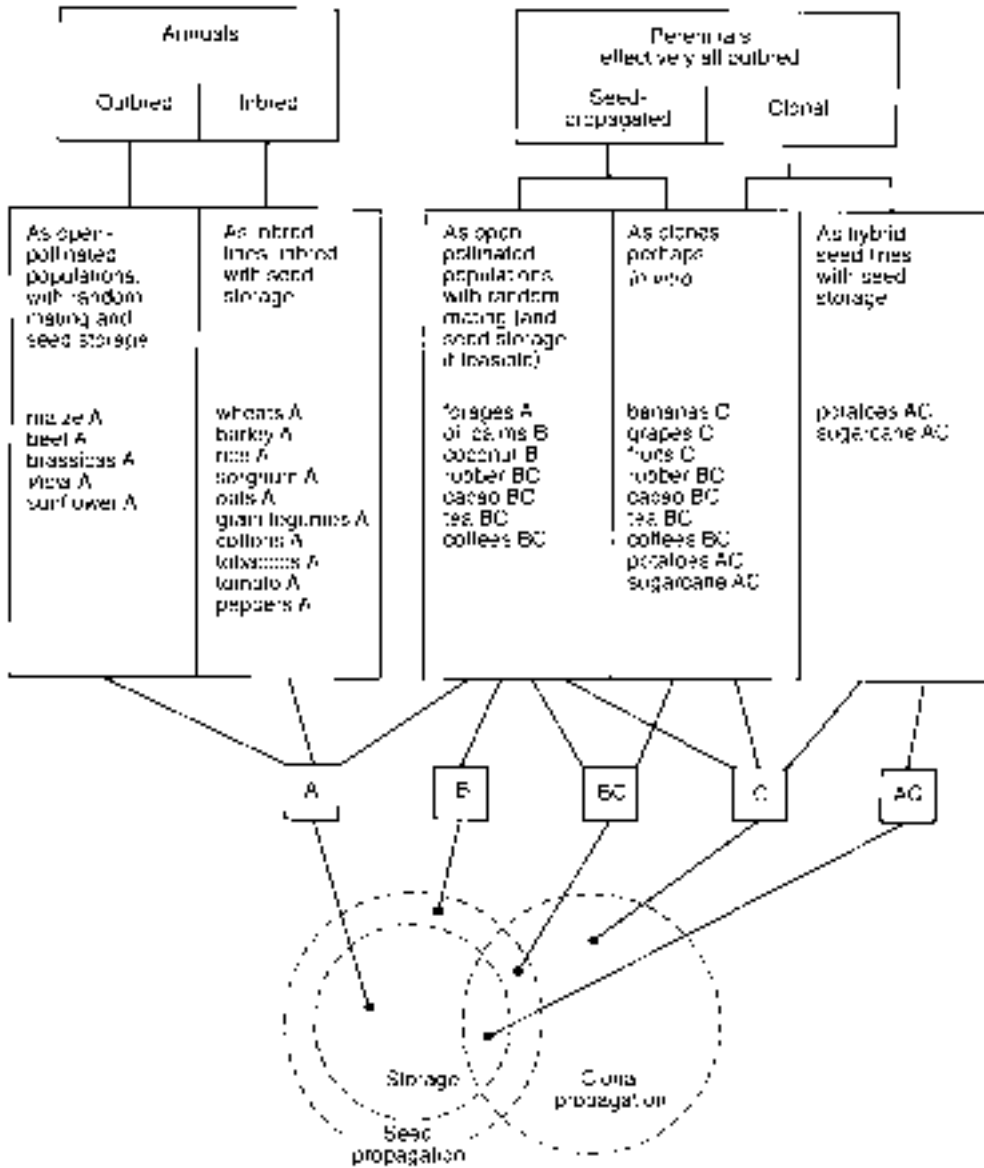 Annuals
Outbred
Inbred
Perennials
effectively all outbred
Seed-
propagated
Clonal
As open-
pollinated
populations,
with random
mating and
seed storage
maize A
beet A
brassicas A
Vicia A
sunflower A
As inbred
lines, inbred
with seed
storage
wheats A
barley A
rice A
sorghum A
oats A
grain legumes A
cottons A
tobaccos A
tomato A
peppers A
As open
pollinated
populations
with random
mating (and
seed storage
if feasible)
forages A
oil palms B
coconut B
rubber BC
cacao BC
tea BC
coffees BC
As clones
perhaps
in vitro
bananas C
grapes C
fruits C
rubber BC
cacao BC
tea BC
coffees BC
potatoes AC
sugarcane AC
As hybrid
seed lines
with seed
storage
potatoes AC
sugarcane AC
A
B
BC
C
AC
Storage
Seed
propagation
Clonal
propagation